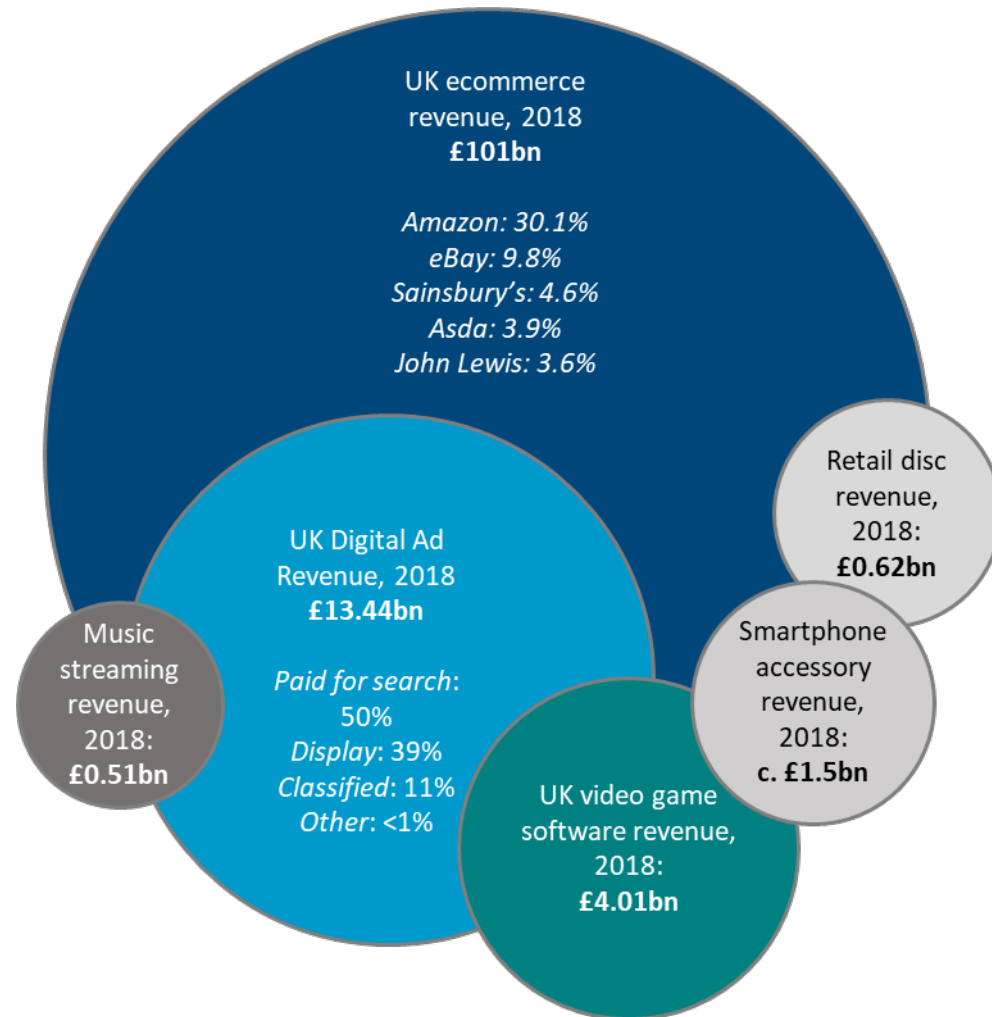 UK ecommerce
revenue, 2018
£101bn
Amazon: 30.1%
eBay: 9.8%
Sainsbury’s: 4.6%
Asda: 3.9%
John Lewis: 3.6%
Retail disc
revenue,
2018:
£0.62bn
UK Digital Ad
Revenue, 2018
£13.44bn
Paid for search:
50%
Display: 39%
Classified: 11%
Other: <1%
Music
streaming
revenue,
2018:
£0.51bn
Smartphone
accessory
revenue,
2018:
c. £1.5bn
UK video game
software revenue,
2018:
£4.01bn